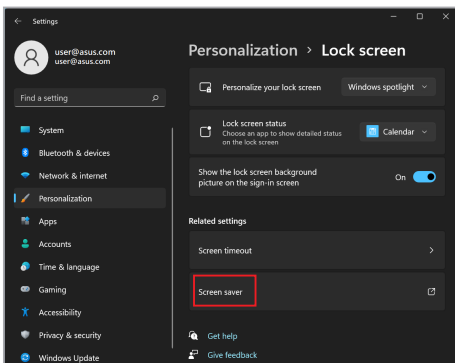 Settings
user@asus.com
user@asus.com
Find a setting
System
Bluetooth & devices
Network & internet
Personalization
Apps
Accounts
Time & language
Gaming
Accessibility
Privacy & security
Windows Update
Personalization > Lock screen
Personalize your lock screen
Windows spotlight
Lock screen status
Choose an app to show detailed status
on the lock screen
Calendar
Show the lock screen background
picture on the sign-in screen
On
Related settings
Screen timeout
Screen saver
Get help
Give feedback